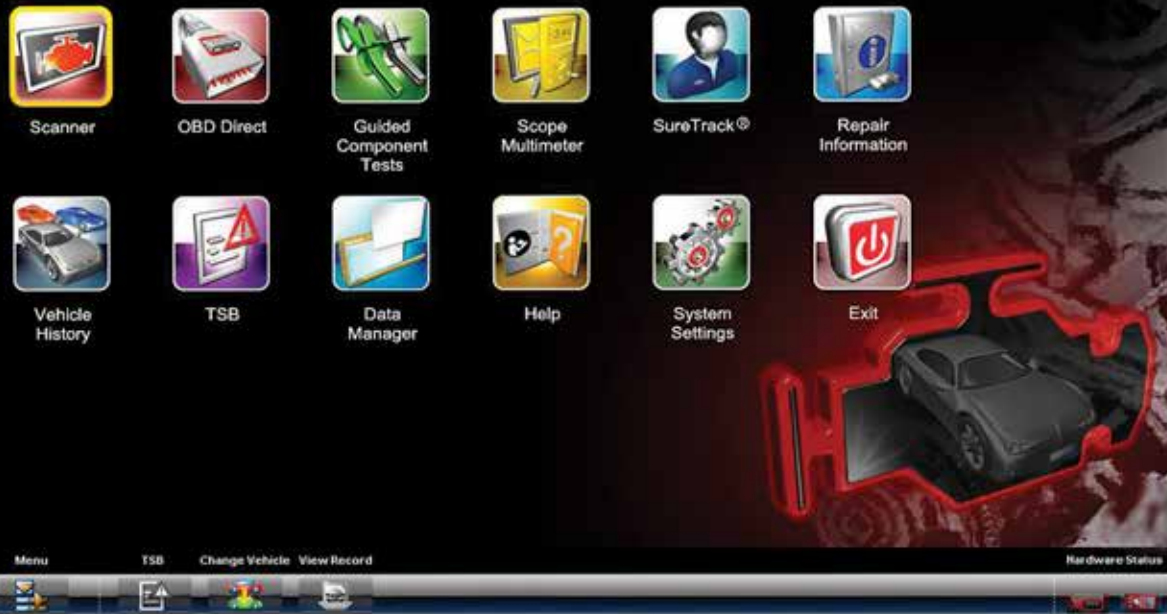 Scanner
OBD Direct
Guided
Component
Tests
Scope
Multimeter
SureTrack®
Repair
Information
Vehicle
History
TSB
Data
Manager
Help
System
Settings
Exit
Menu
TSB
Change Vehicle
View Record
Hardware Status